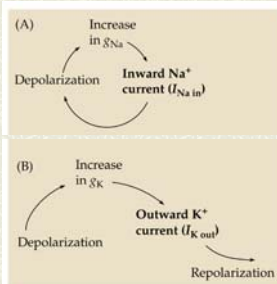 (A)
Increase
in gNa
Depolarization
Inward Na+
current (INa in)
(B)
Increase
in gK
Outward K+
current (IK out)
Depolarization
Repolarization